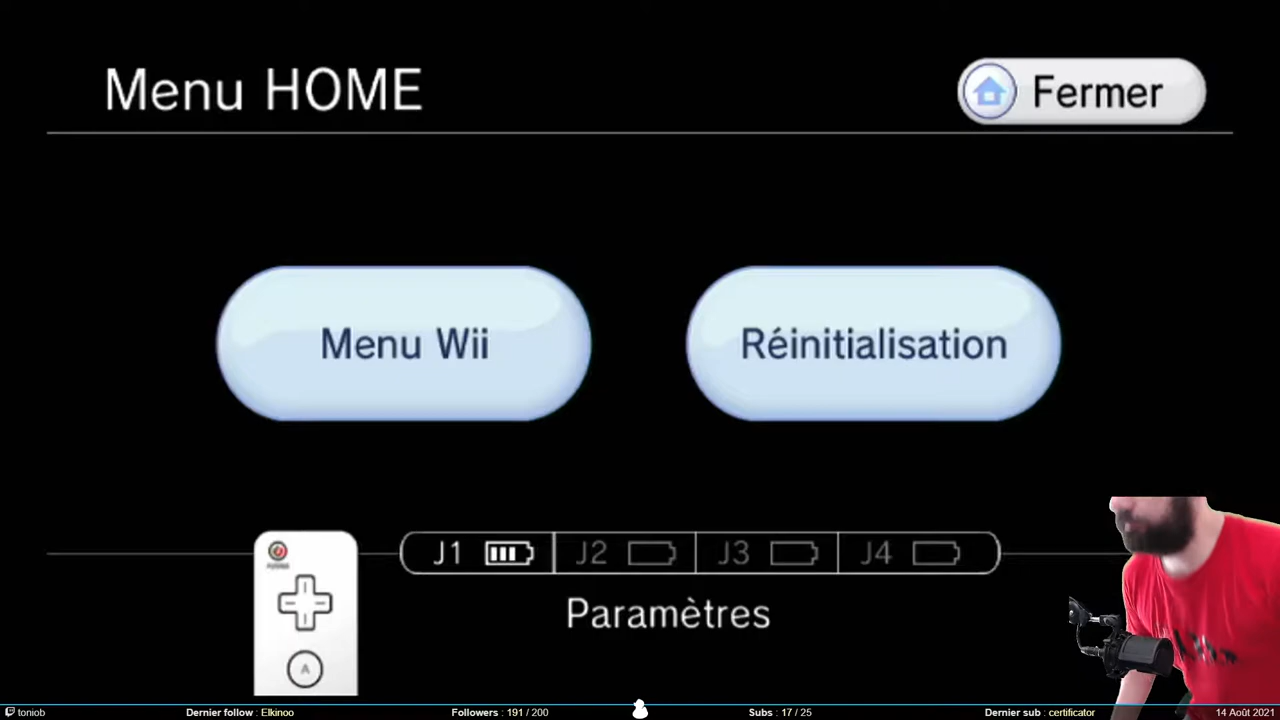 Menu HOME
Fermer
Menu Wii
Réinitialisation
J1 J2 J3 J4
A
Paramètres
toniob Dernier follow : Elkinoo Followers : 191 / 200 Subs : 17 / 25 Dernier sub : certificator 14 Août 2021